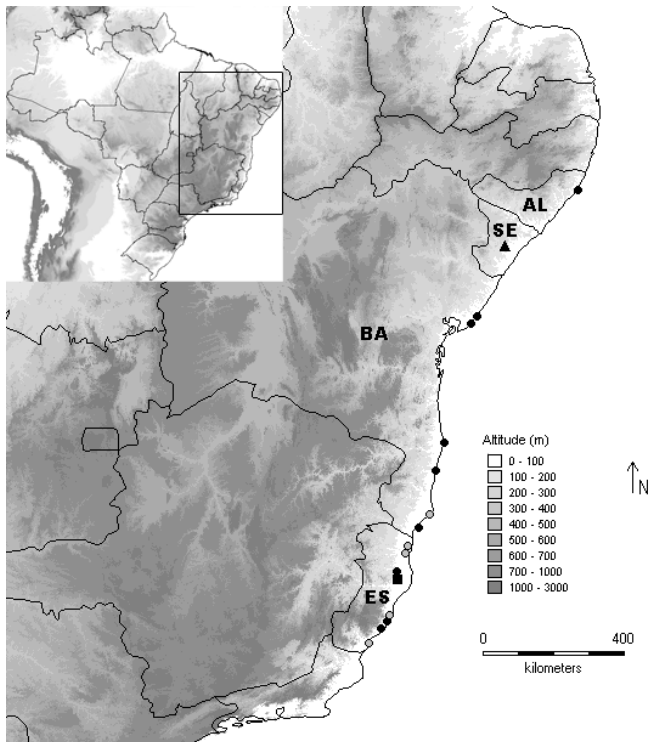 AL
SE
BA
ES
Altitude (m)
0 - 100
100 - 200
200 - 300
300 - 400
400 - 500
500 - 600
600 - 700
700 - 1000
1000 - 3000
N
0 400
kilometers